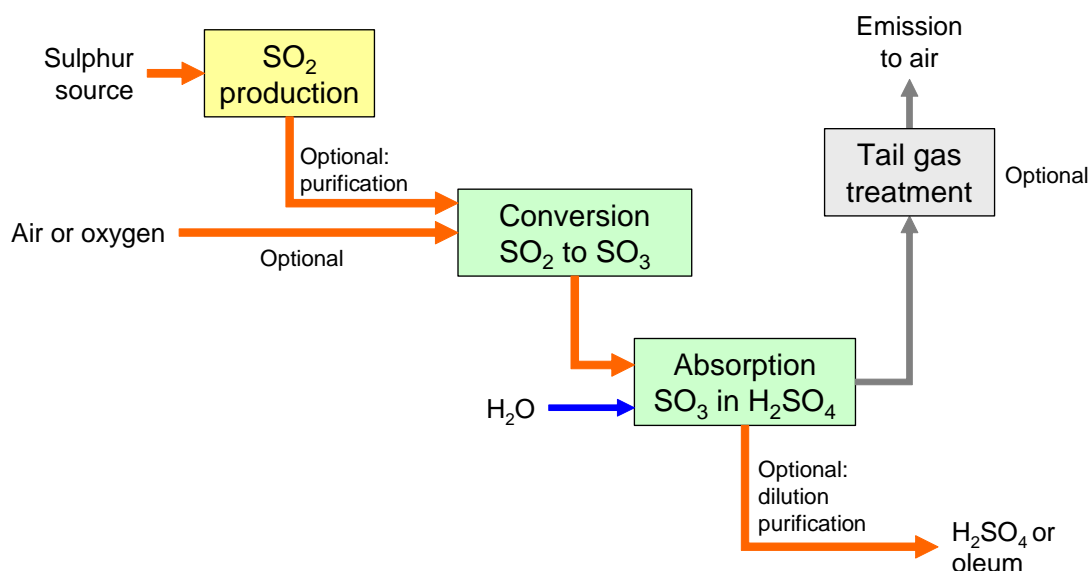 Sulphur
source
SO₂
production
Emission
to air
Optional:
purification
Tail gas
treatment
Optional
Air or oxygen
Optional
Conversion
SO₂ to SO₃
Absorption
SO₃ in H₂SO₄
H₂O
Optional:
dilution
purification
H₂SO₄ or
oleum